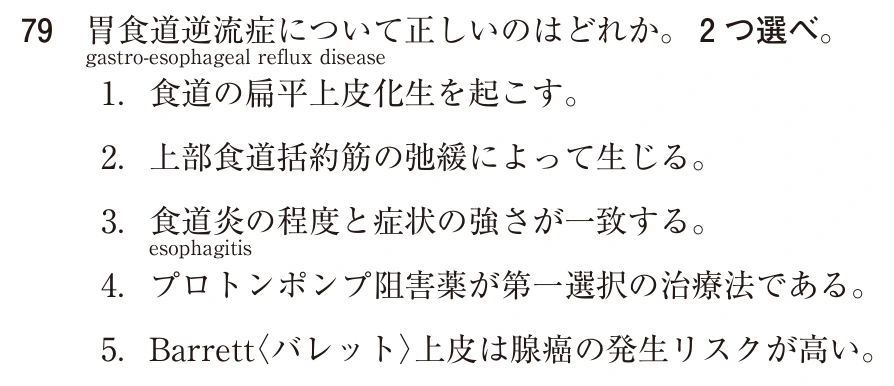 79 胃食道逆流症について正しいのはどれか。2つ選べ。
gastro-esophageal reflux disease
1. 食道の扁平上皮化生を起こす。
2. 上部食道括約筋の弛緩によって生じる。
3. 食道炎の程度と症状の強さが一致する。
esophagitis
4. プロトンポンプ阻害薬が第一選択の治療法である。
5. Barrett〈バレット〉上皮は腺癌の発生リスクが高い。